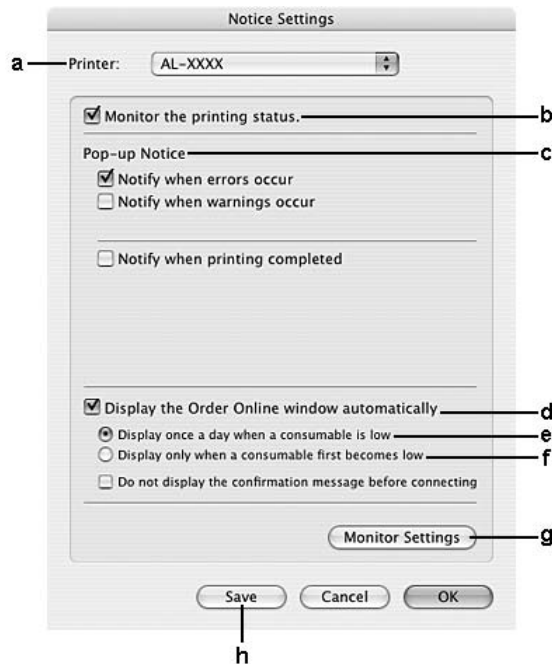 Notice Settings
a Printer: AL-XXXX
Monitor the printing status. b
Pop-up Notice c
Notify when errors occur
Notify when warnings occur
Notify when printing completed
Display the Order Online window automatically d
Display once a day when a consumable is low e
Display only when a consumable first becomes low f
Do not display the confirmation message before connecting
Monitor Settings g
Save Cancel OK
h